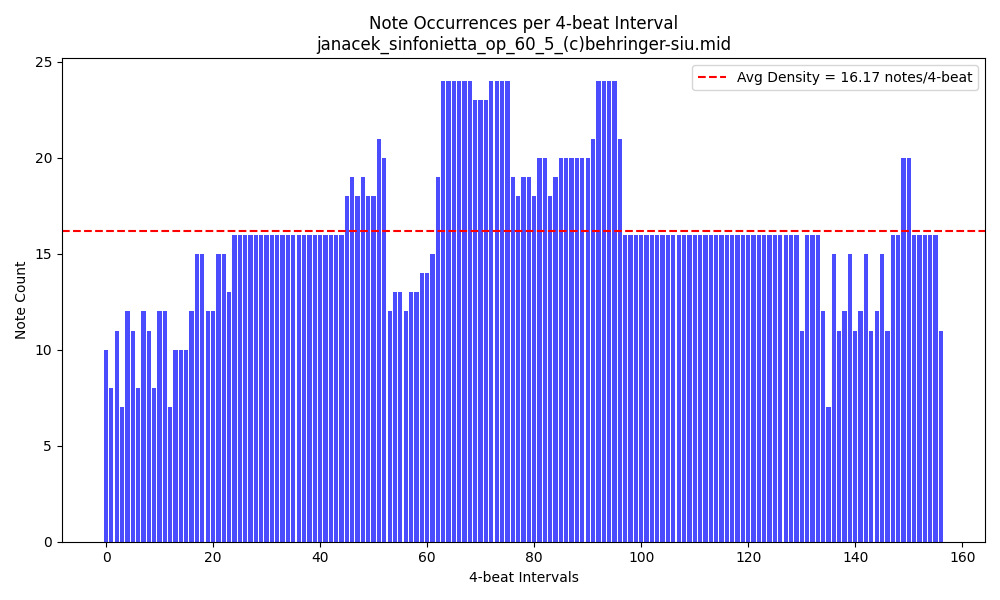 Note Occurrences per 4-beat Interval
janacek_sinfonietta_op_60_5_(c)behringer-siu.mid
Avg Density = 16.17 notes/4-beat
Note Count
25
20
15
10
5
0
0 20 40 60 80 100 120 140 160
4-beat Intervals